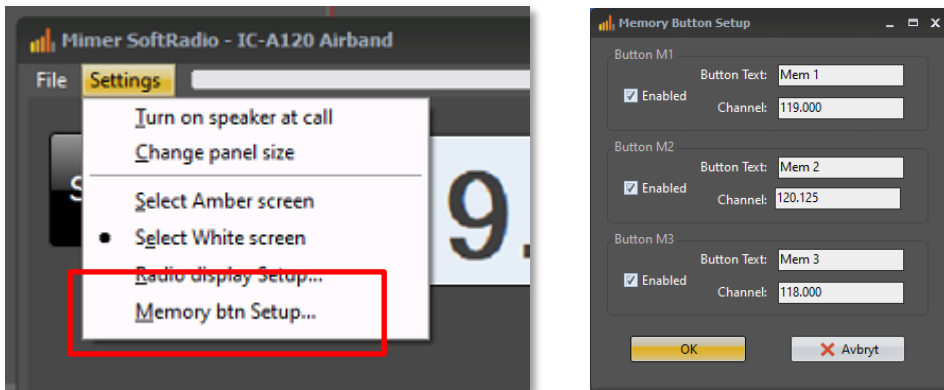 Mimer SoftRadio - IC-A120 Airband
File Settings
Turn on speaker at call
Change panel size
S
9.
Select Amber screen
Select White screen
Radio display Setup...
Memory btn Setup...
Memory Button Setup
Button M1
Button Text: Mem 1
Enabled
Channel: 119.000
Button M2
Button Text: Mem 2
Enabled
Channel: 120.125
Button M3
Button Text: Mem 3
Enabled
Channel: 118.000
OK
Avbryt